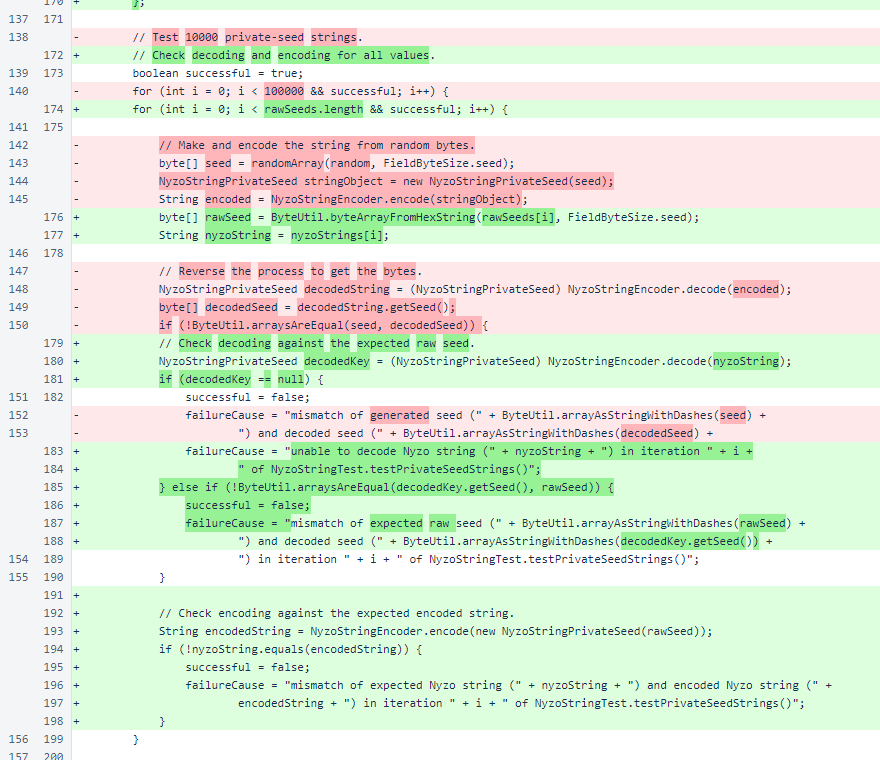 170 + };
137 171
138 - // Test 10000 private-seed strings.
172 + // Check decoding and encoding for all values.
139 173 boolean successful = true;
140 - for (int i = 0; i < 100000 && successful; i++) {
174 + for (int i = 0; i < rawSeeds.length && successful; i++) {
141 175
142 - // Make and encode the string from random bytes.
143 - byte[] seed = randomArray(random, FieldByteSize.seed);
144 - NyzoStringPrivateSeed stringObject = new NyzoStringPrivateSeed(seed);
145 - String encoded = NyzoStringEncoder.encode(stringObject);
176 + byte[] rawSeed = ByteUtil.byteArrayFromHexString(rawSeeds[i], FieldByteSize.seed);
177 + String nyzoString = nyzoStrings[i];
146 178
147 - // Reverse the process to get the bytes.
148 - NyzoStringPrivateSeed decodedString = (NyzoStringPrivateSeed) NyzoStringEncoder.decode(encoded);
149 - byte[] decodedSeed = decodedString.getSeed();
150 - if (!ByteUtil.arraysAreEqual(seed, decodedSeed)) {
179 + // Check decoding against the expected raw seed.
180 + NyzoStringPrivateSeed decodedKey = (NyzoStringPrivateSeed) NyzoStringEncoder.decode(nyzoString);
181 + if (decodedKey == null) {
151 182 successful = false;
152 - failureCause = "mismatch of generated seed (" + ByteUtil.arrayAsStringWithDashes(seed) +
153 - ") and decoded seed (" + ByteUtil.arrayAsStringWithDashes(decodedSeed) +
183 + failureCause = "unable to decode Nyzo string (" + nyzoString + ") in iteration " + i +
184 + " of NyzoStringTest.testPrivateSeedStrings()";
185 + } else if (!ByteUtil.arraysAreEqual(decodedKey.getSeed(), rawSeed)) {
186 + successful = false;
187 + failureCause = "mismatch of expected raw seed (" + ByteUtil.arrayAsStringWithDashes(rawSeed) +
188 + ") and decoded seed (" + ByteUtil.arrayAsStringWithDashes(decodedKey.getSeed()) +
154 189 ") in iteration " + i + " of NyzoStringTest.testPrivateSeedStrings()";
155 190 }
191 +
192 + // Check encoding against the expected encoded string.
193 + String encodedString = NyzoStringEncoder.encode(new NyzoStringPrivateSeed(rawSeed));
194 + if (!nyzoString.equals(encodedString)) {
195 + successful = false;
196 + failureCause = "mismatch of expected Nyzo string (" + nyzoString + ") and encoded Nyzo string (" +
197 + encodedString + ") in iteration " + i + " of NyzoStringTest.testPrivateSeedStrings()";
198 + }
156 199 }
157 200